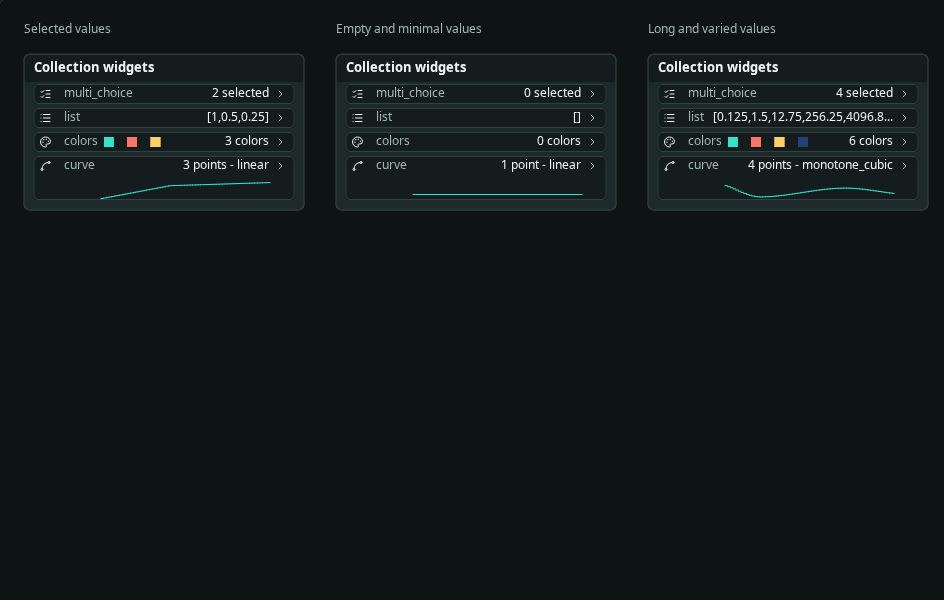 Selected values
Collection widgets
multi_choice 2 selected
list [1,0.5,0.25]
colors 3 colors
curve 3 points - linear
Empty and minimal values
Collection widgets
multi_choice 0 selected
list []
colors 0 colors
curve 1 point - linear
Long and varied values
Collection widgets
multi_choice 4 selected
list [0.125,1.5,12.75,256.25,4096.8...
colors 6 colors
curve 4 points - monotone_cubic